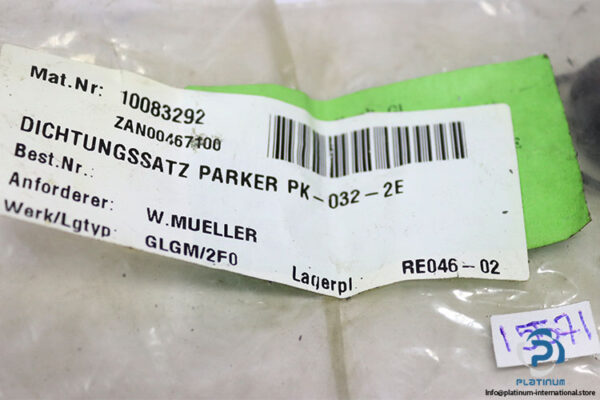 Mat.Nr: 10083292
ZAN00467100
DICHTUNGSSATZ PARKER PK-032-2E
Best.Nr.:
Anforderer: W.MUELLER
Werk/Lgtyp: GLGM/2F0
Lagerpl. RE046-02
15571
PLATINUM
Info@platinum-international.store